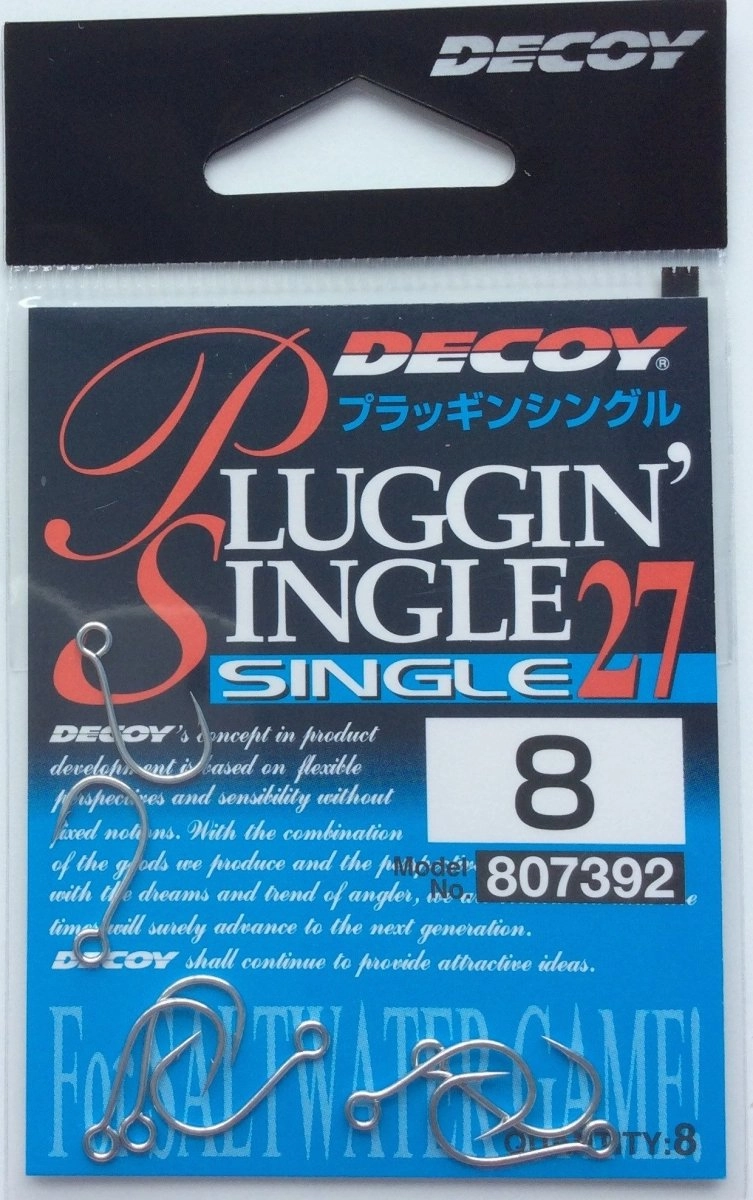 DECOY
DECOY®
プラッギンシングル
PLUGGIN'
SINGLE 27
SINGLE
DECOY's concept in product
development is based on flexible
perspectives and sensibility without
fixed notions. With the combination
of the goods we produce and the
with the dreams and trend of angler, we
times will surely advance to the next generation.
DECOY shall continue to provide attractive ideas.
8
Model No. 807392
For SALTWATER GAME!
QUANTITY:8